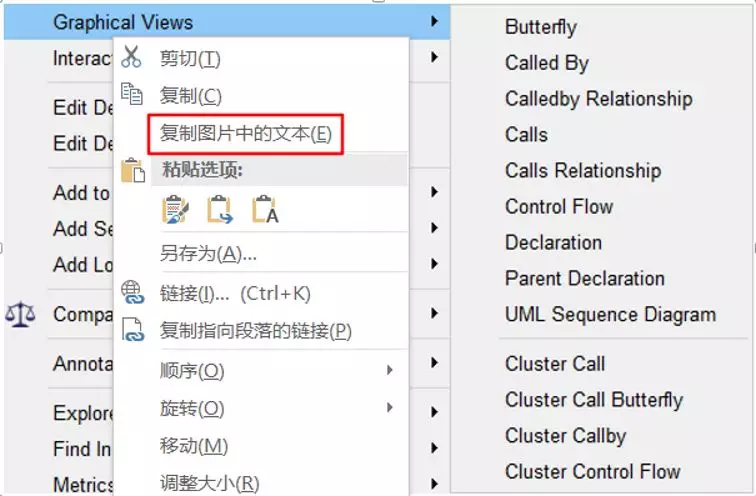 Graphical Views
Interac
Edit De
Edit De
Add to
Add Se
Add Lo
Compa
Annota
Explore
Find In
Metrics
剪切(T)
复制(C)
复制图片中的文本(E)
粘贴选项:
另存为(A)...
链接(I)... (Ctrl+K)
复制指向段落的链接(P)
顺序(O)
旋转(O)
移动(M)
调整大小(R)
Butterfly
Called By
Calledby Relationship
Calls
Calls Relationship
Control Flow
Declaration
Parent Declaration
UML Sequence Diagram
Cluster Call
Cluster Call Butterfly
Cluster Callby
Cluster Control Flow